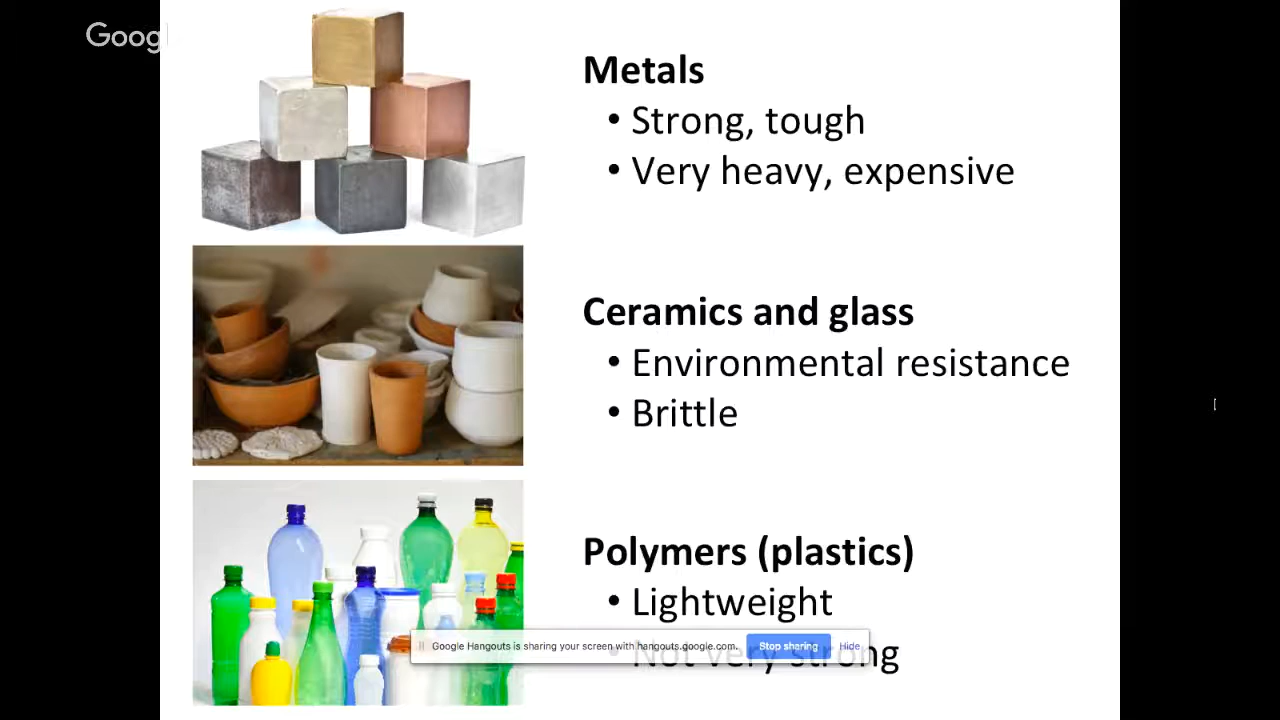 Goog
Metals
• Strong, tough
• Very heavy, expensive
Ceramics and glass
• Environmental resistance
• Brittle
Polymers (plastics)
• Lightweight
Google Hangouts is sharing your screen with hangouts.google.com. Stop sharing Hide
• Not very strong